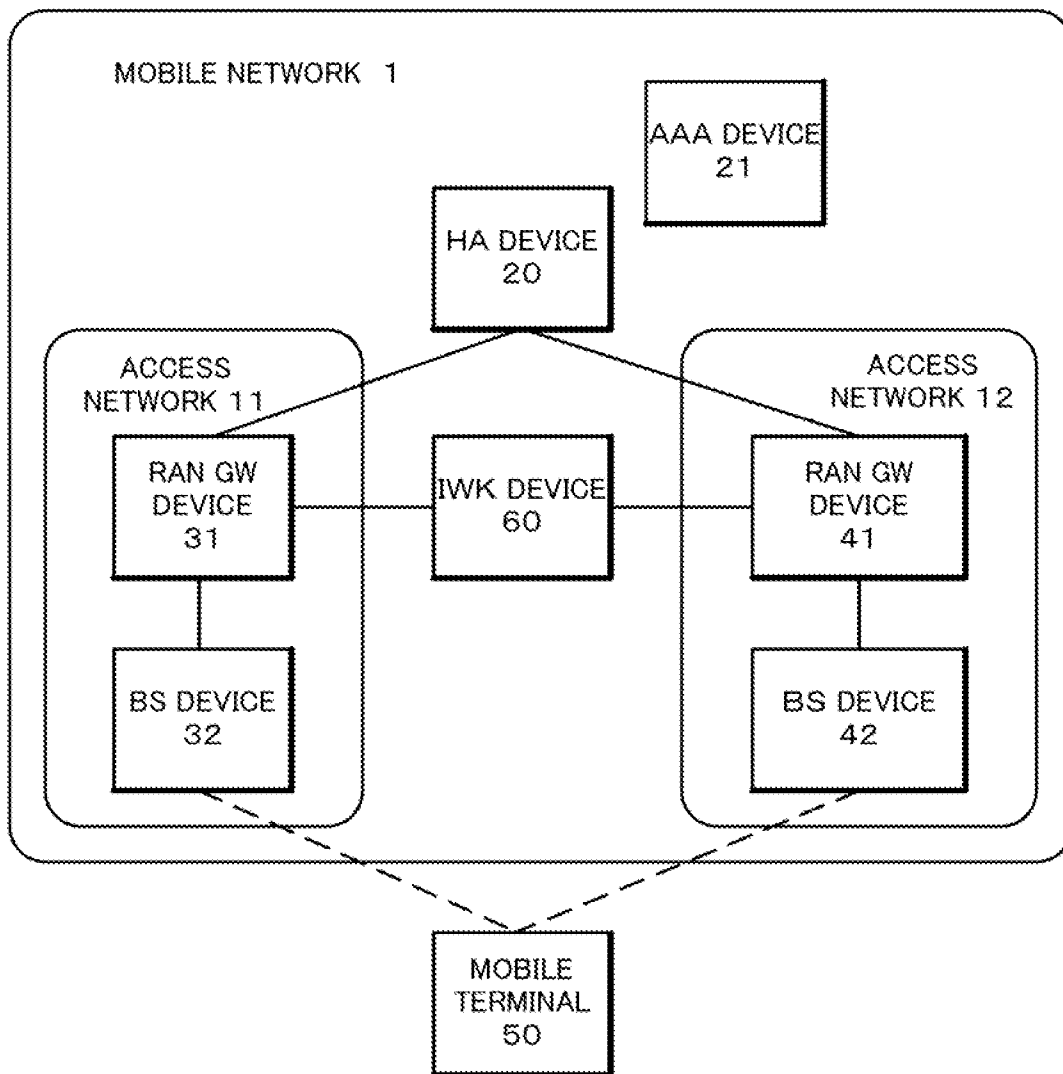 MOBILE NETWORK 1
AAA DEVICE
21
HA DEVICE
20
ACCESS
NETWORK 11
ACCESS
NETWORK 12
RAN GW
DEVICE
31
IWK DEVICE
60
RAN GW
DEVICE
41
BS DEVICE
32
BS DEVICE
42
MOBILE
TERMINAL
50